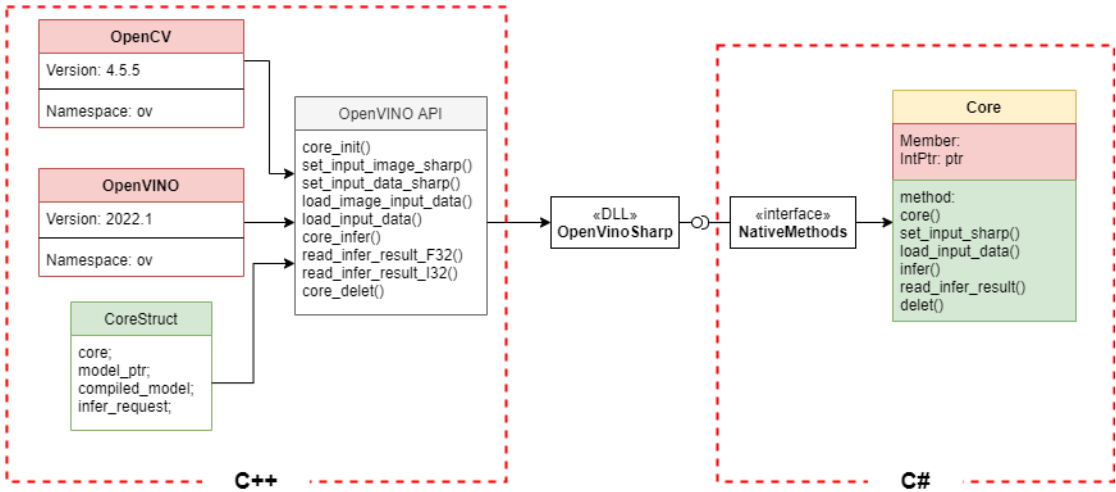 OpenCV
Version: 4.5.5
Namespace: ov
OpenVINO
Version: 2022.1
Namespace: ov
CoreStruct
core;
model_ptr;
compiled_model;
infer_request;
OpenVINO API
core_init()
set_input_image_sharp()
set_input_data_sharp()
load_image_input_data()
load_input_data()
core_infer()
read_infer_result_F32()
read_infer_result_I32()
core_delet()
C++
«DLL»
OpenVinoSharp
«interface»
NativeMethods
Core
Member:
IntPtr: ptr
method:
core()
set_input_sharp()
load_input_data()
infer()
read_infer_result()
delet()
C#